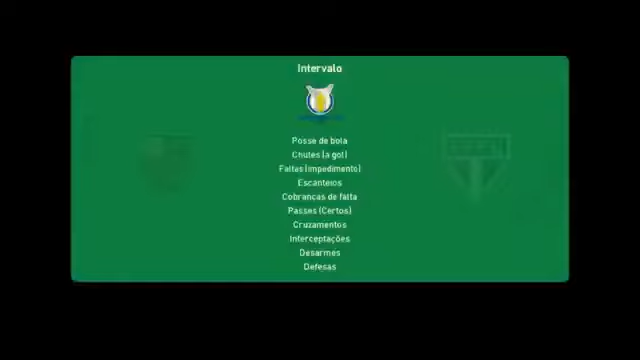 Intervalo
Posse de bola
Chutes (a gol)
Faltas (impedimento)
Escanteios
Cobranças de falta
Passes (Certos)
Cruzamentos
Interceptações
Desarmes
Defesas